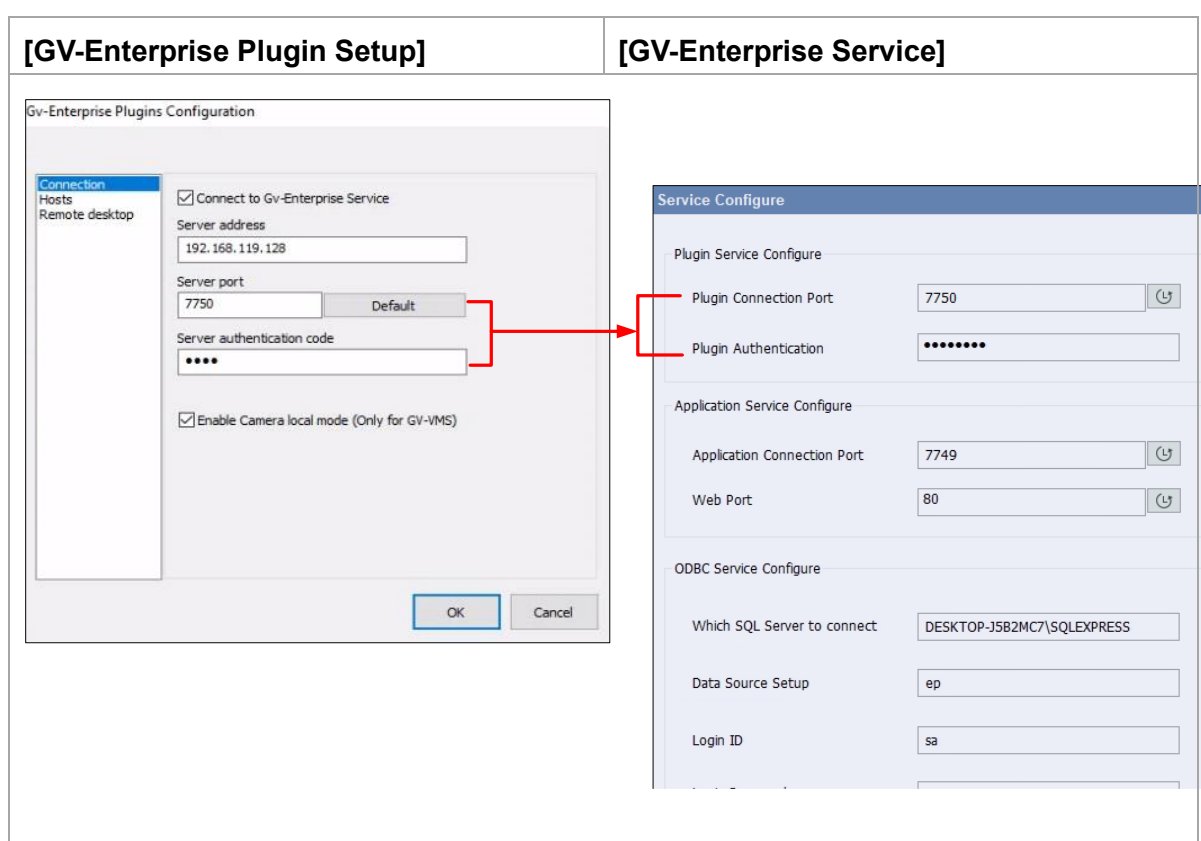 [GV-Enterprise Plugin Setup]
[GV-Enterprise Service]
Gv-Enterprise Plugins Configuration
Connection
Hosts
Remote desktop
Connect to Gv-Enterprise Service
Server address
192.168.119.128
Server port
7750 Default
Server authentication code
••••
Enable Camera local mode (Only for GV-VMS)
OK Cancel
Service Configure
Plugin Service Configure
Plugin Connection Port 7750
Plugin Authentication ••••••••
Application Service Configure
Application Connection Port 7749
Web Port 80
ODBC Service Configure
Which SQL Server to connect DESKTOP-J5B2MC7\SQLEXPRESS
Data Source Setup ep
Login ID sa